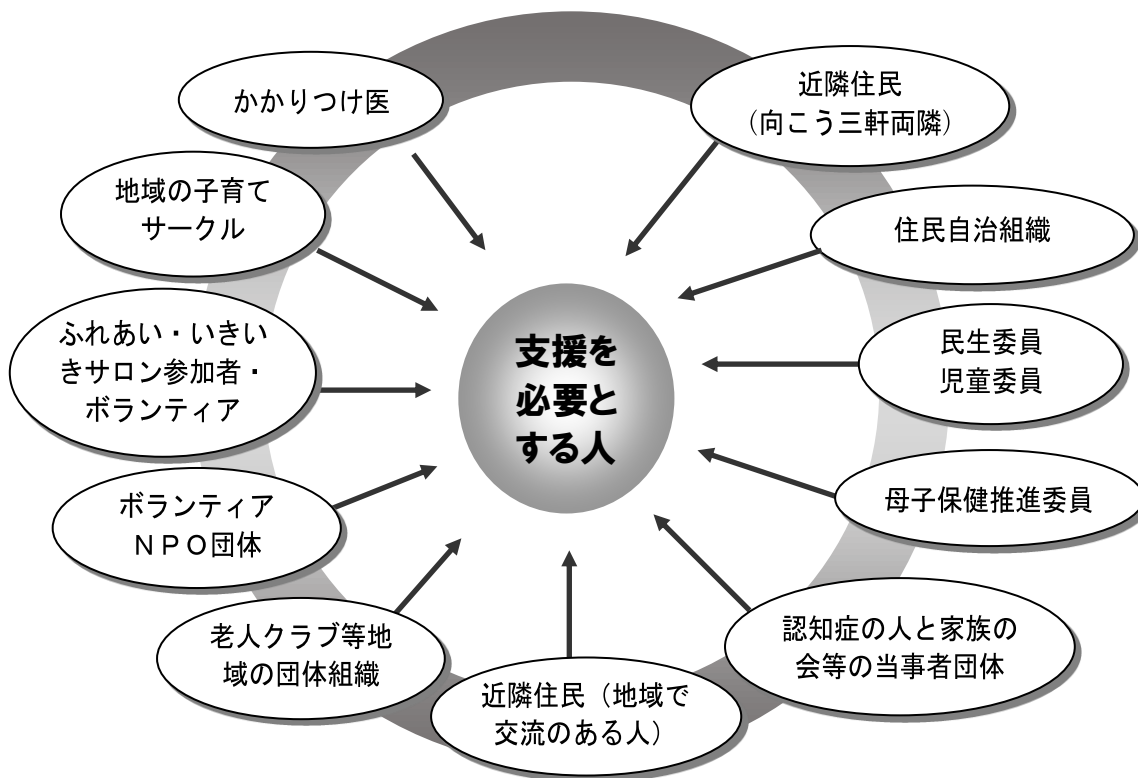 かかりつけ医
近隣住民
（向こう三軒両隣）
地域の子育て
サークル
住民自治組織
ふれあい・いきい
きサロン参加者・
ボランティア
支援を
必要と
する人
民生委員
児童委員
ボランティア
ＮＰＯ団体
母子保健推進委員
老人クラブ等地
域の団体組織
近隣住民（地域で
交流のある人）
認知症の人と家族の
会等の当事者団体